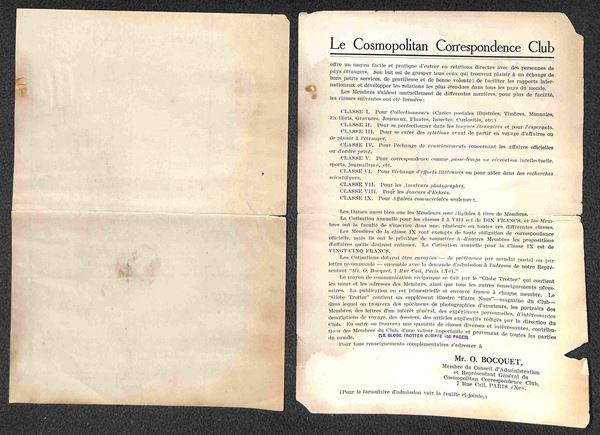 Le Cosmopolitan Correspondence Club
offre un moyen facile et pratique d'entrer en relations directes avec des personnes de
pays étrangers. Son but est de grouper tous ceux qui trouvent plaisir à un échange de
bons petits services, de gentillesse et de bonne volonté ; de faciliter les rapports inter-
nationaux et développer les relations les plus étendues dans tous les pays du monde.
Les Membres s'aidant mutuellement de différentes manières, pour plus de facilité,
les classes suivantes ont été formées :
CLASSE I. Pour Collectionneurs (Cartes postales illustrées, Timbres, Monnaies,
Ex-libris, Gravures, Journaux, Plantes, Insectes, Curiosités, etc.)
CLASSE II. Pour se perfectionner dans les langues étrangères et pour l'esperanto.
CLASSE III. Pour se créer des relations avant de partir en voyage d'affaires ou
de plaisir à l'étranger.
CLASSE IV. Pour l'échange de renseignements concernant les affaires officielles
ou d'ordre privé.
CLASSE V. Pour correspondence comme passe-temps ou récréation intellectuelle,
sports, journalisme, etc.
CLASSE VI. Pour l'échange d'efforts littéraires ou pour aider dans des recherches
scientifiques.
CLASSE VII. Pour les Amateurs photographes.
CLASSE VIII. Pour les Joueurs d'Echecs.
CLASSE IX. Pour Affaires commerciales seulement.
Les Dames aussi bien que les Messieurs sont éligibles à titre de Membres.
La Cotisation annuelle pour les classes I à VIII est de DIX FRANCS, et les Mem-
bres ont la faculté de s'inscrire dans une, plusieurs ou toutes ces différentes classes.
Les Membres de la classe IX sont exempts de toute obligation de correspondance
officielle, mais ils ont le privilège de soumettre à d'autres Membres les propositions
d'affaires qu'ils désirent entamer. La Cotisation annuelle pour la Classe IX est de
VINGT-CINQ FRANCS.
Les Cotisations doivent être envoyées — de préférence par mandat postal ou par
lettre recommandée — ensemble avec la demande d'admission à l'adresse de notre Repré-
sentant "Mr. O. Bocquet, 7 Rue Cail, Paris (Xe)."
Le moyen de communication réciproque se fait par le "Globe Trotter" qui contient
les noms et les adresses des Membres, ainsi que tous les autres renseignements néces-
saires. La publication en est trimestrielle et envoyée franco à chaque membre. Le
"Globe Trotter" contient un supplément illustré "Entre Nous"—magazine du Club—
dans lequel on trouvera des spécimens de photographies d'amateurs, les portraits des
Membres, des lettres d'un intérêt général, des expériences personnelles, d'intéressantes
descriptions de voyage, des dossiers, des articles explicatifs rédigés par la direction du
Club. En outre on trouvera une quantité de choses diverses et intéressantes, contribu-
tions des Membres du Club, d'une valeur importante et provenant de toutes les parties
du monde. (LE GLOBE TROTTER COMPTE 100 PAGES)
Pour tous renseignements complémentaires s'adresser à
Mr. O. BOCQUET,
Membre du Conseil d'Administration
et Représentant Général du
Cosmopolitan Correspondence Club,
7 Rue Cail, PARIS (Xe).
(Pour le formulaire d'admission voir la feuille ci-jointe.)